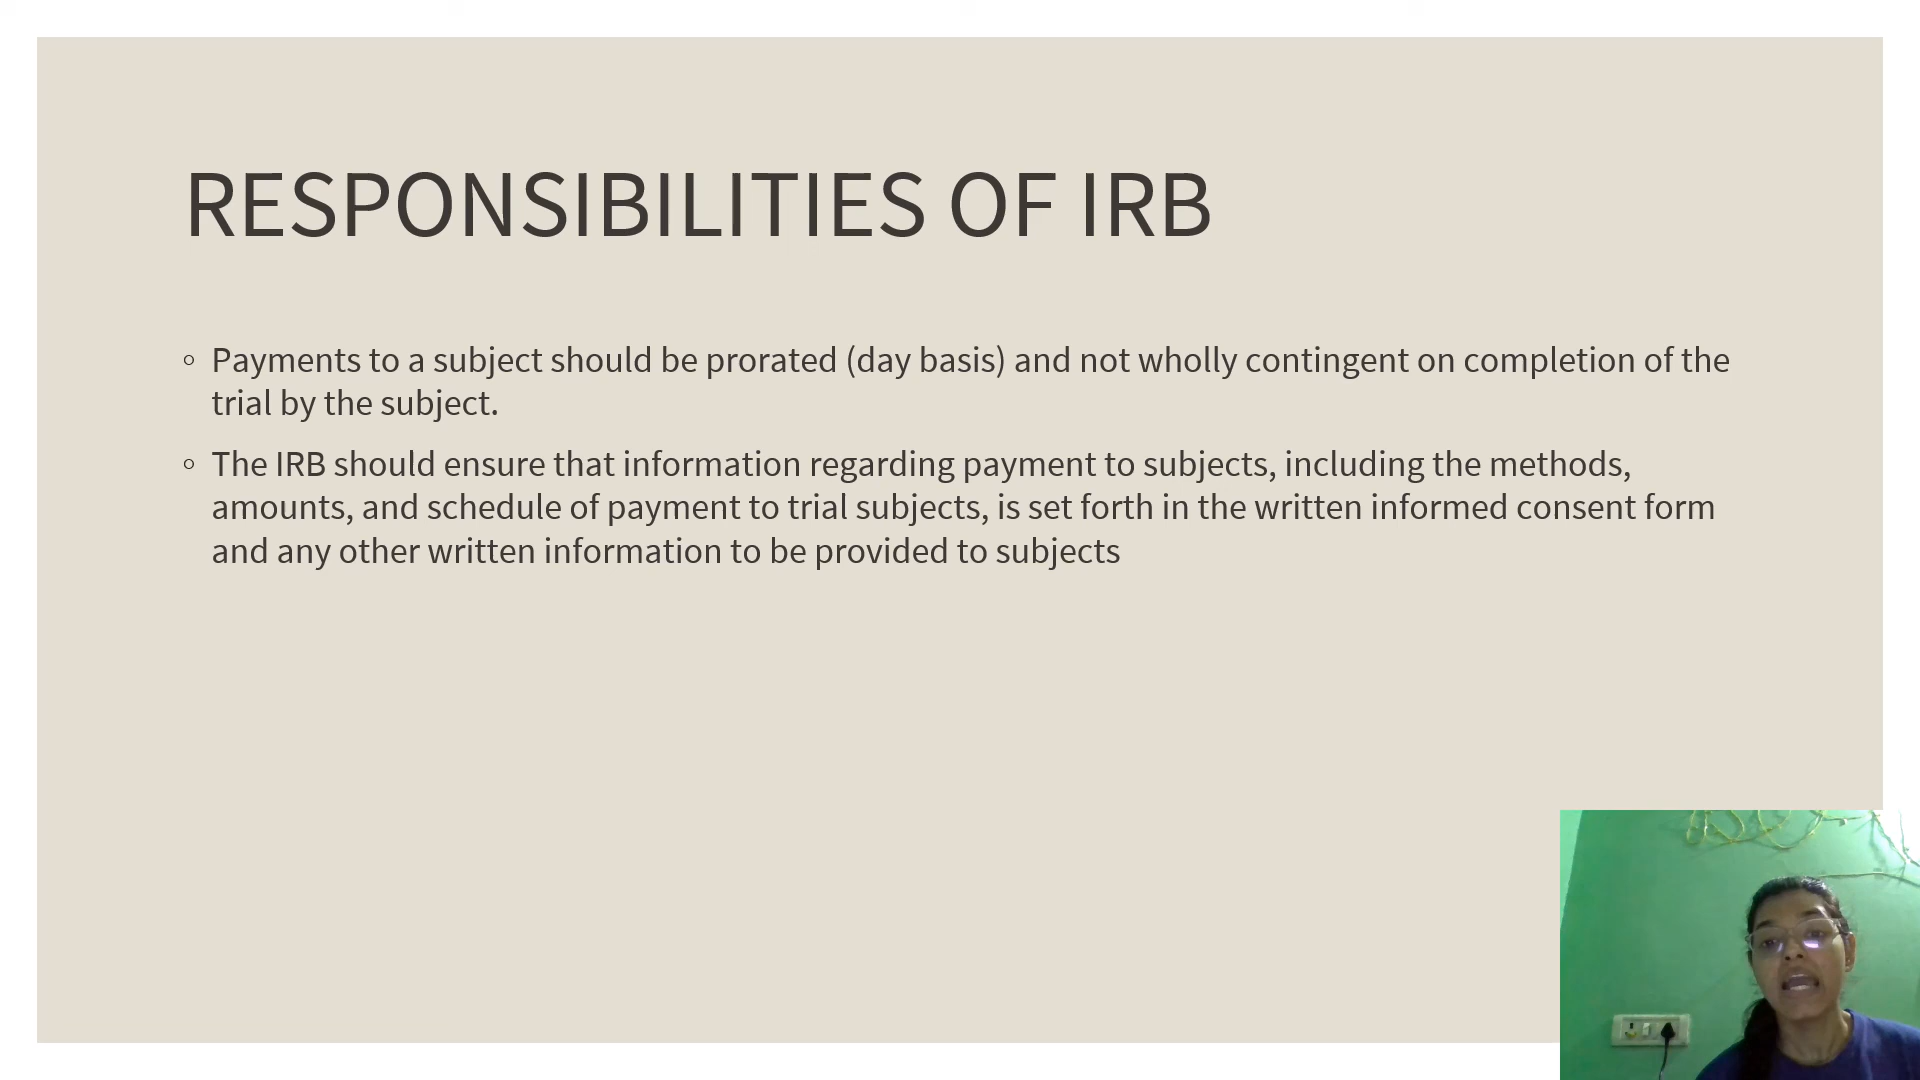 RESPONSIBILITIES OF IRB
◦ Payments to a subject should be prorated (day basis) and not wholly contingent on completion of the
trial by the subject.
◦ The IRB should ensure that information regarding payment to subjects, including the methods,
amounts, and schedule of payment to trial subjects, is set forth in the written informed consent form
and any other written information to be provided to subjects